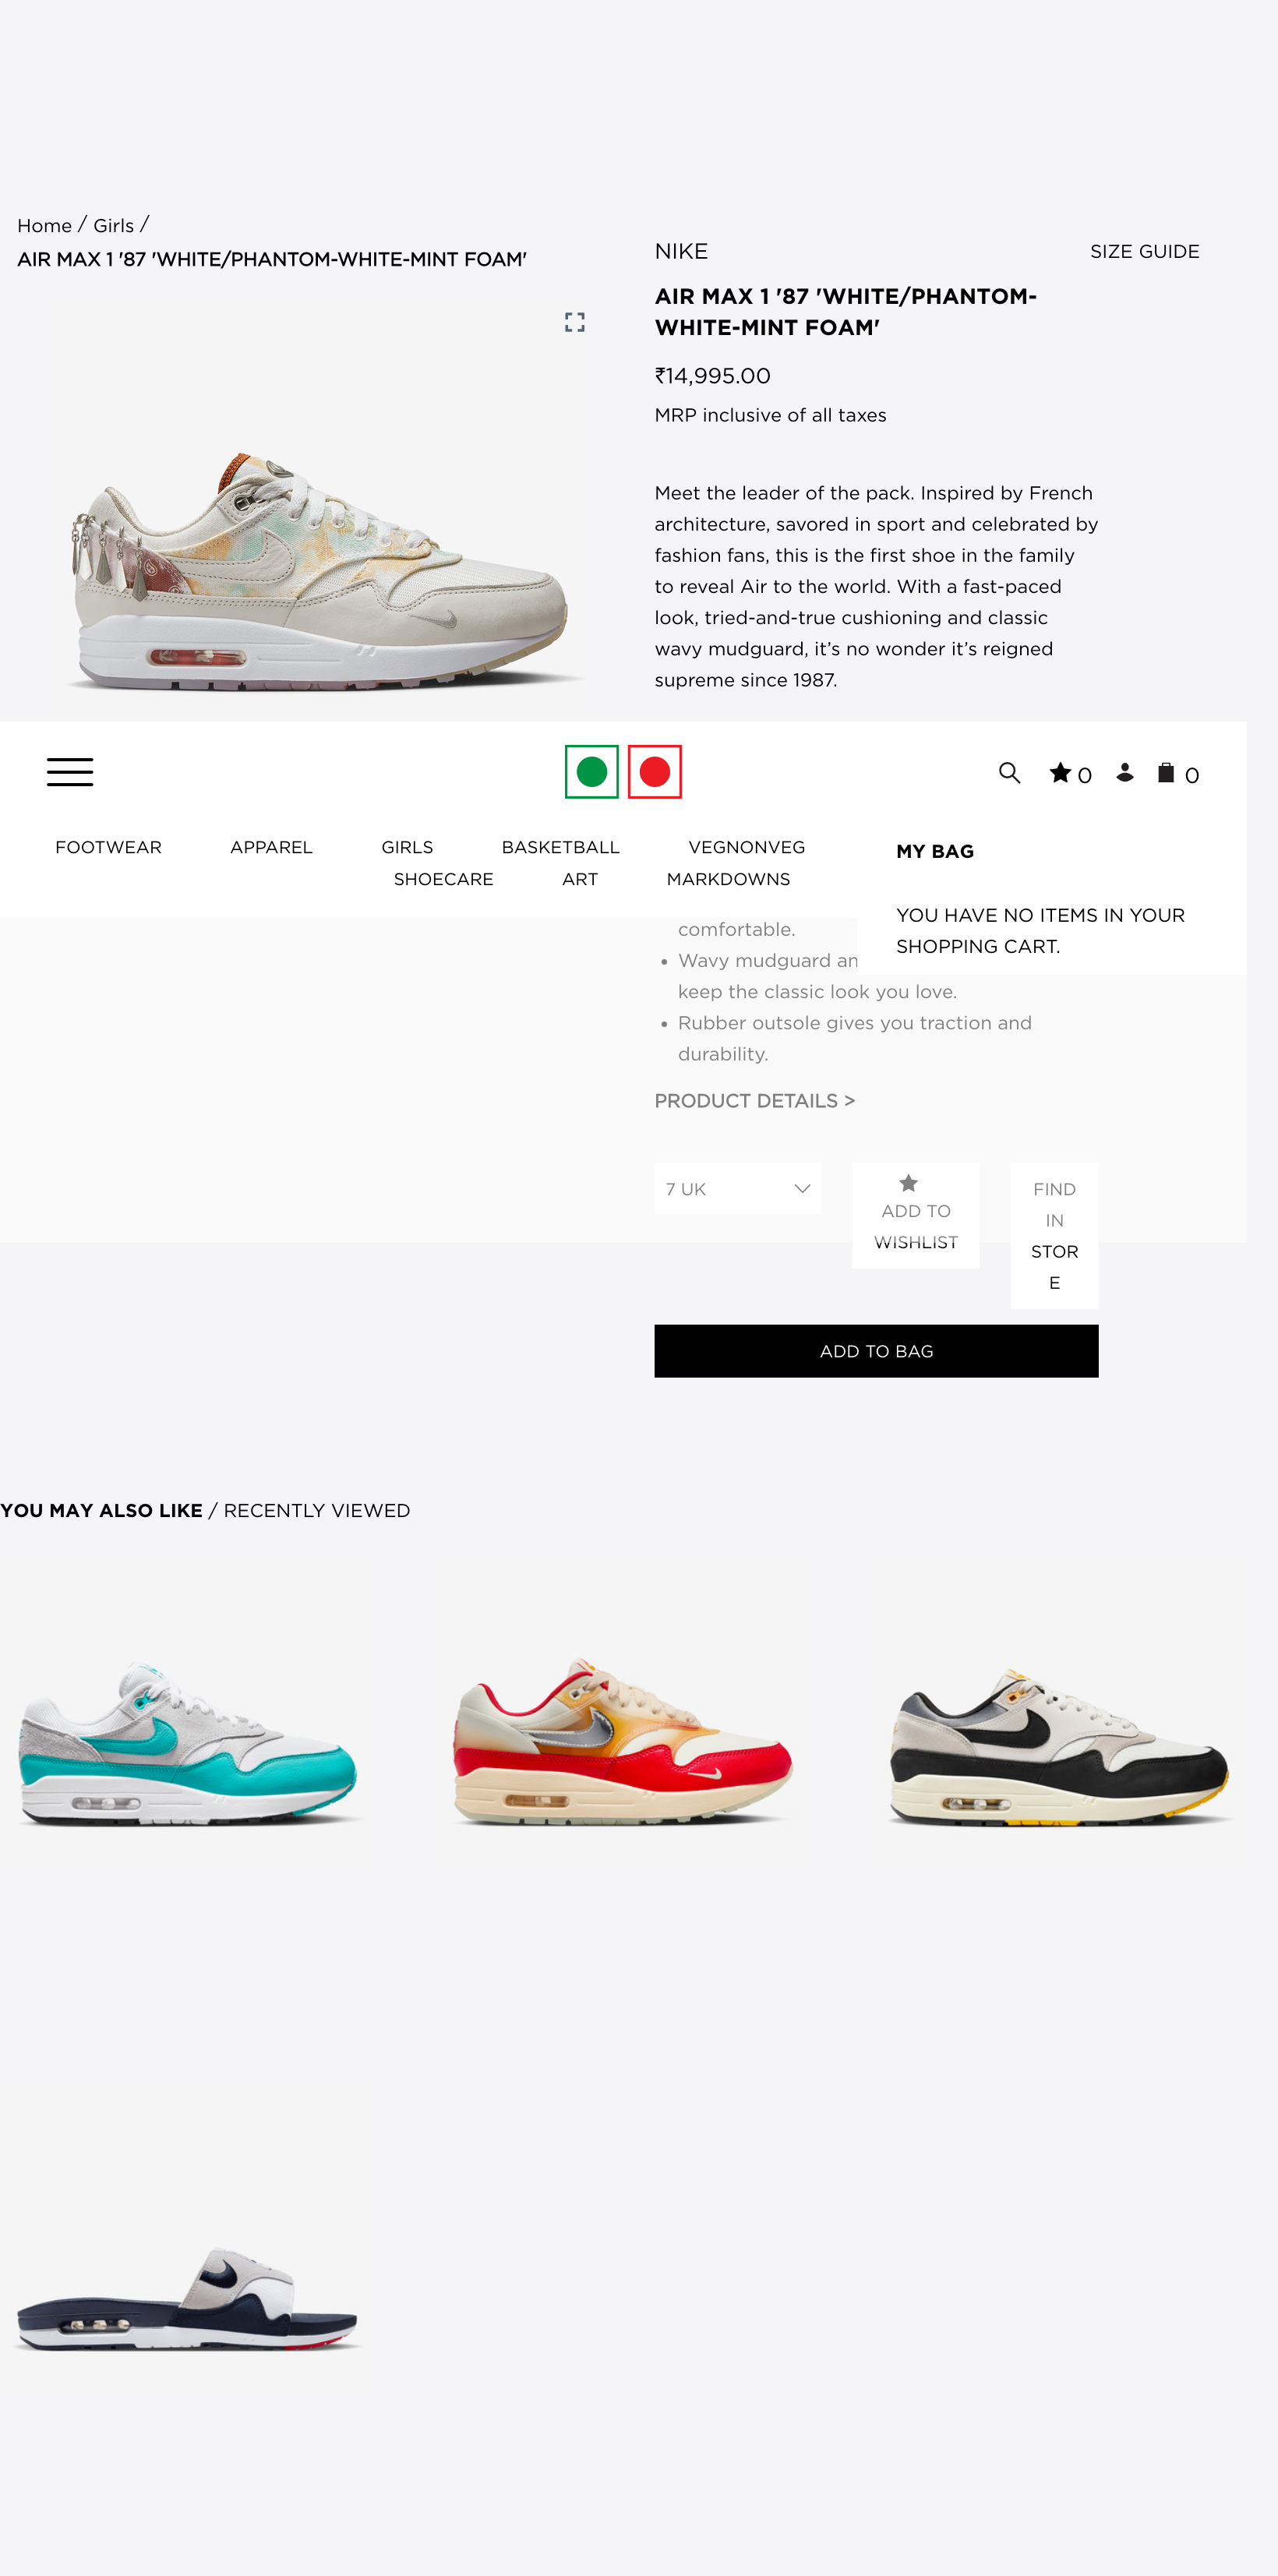 Home / Girls /
AIR MAX 1 '87 'WHITE/PHANTOM-WHITE-MINT FOAM'
NIKE
SIZE GUIDE
AIR MAX 1 '87 'WHITE/PHANTOM-
WHITE-MINT FOAM'
₹14,995.00
MRP inclusive of all taxes
Meet the leader of the pack. Inspired by French
architecture, savored in sport and celebrated by
fashion fans, this is the first shoe in the family
to reveal Air to the world. With a fast-paced
look, tried-and-true cushioning and classic
wavy mudguard, it’s no wonder it’s reigned
supreme since 1987.
0
0
FOOTWEAR APPAREL GIRLS BASKETBALL VEGNONVEG
SHOECARE ART MARKDOWNS
MY BAG
YOU HAVE NO ITEMS IN YOUR
SHOPPING CART.
comfortable.
• Wavy mudguard an
keep the classic look you love.
• Rubber outsole gives you traction and
durability.
PRODUCT DETAILS >
7 UK
ADD TO
WISHLIST
FIND
IN
STOR
E
ADD TO BAG
YOU MAY ALSO LIKE / RECENTLY VIEWED